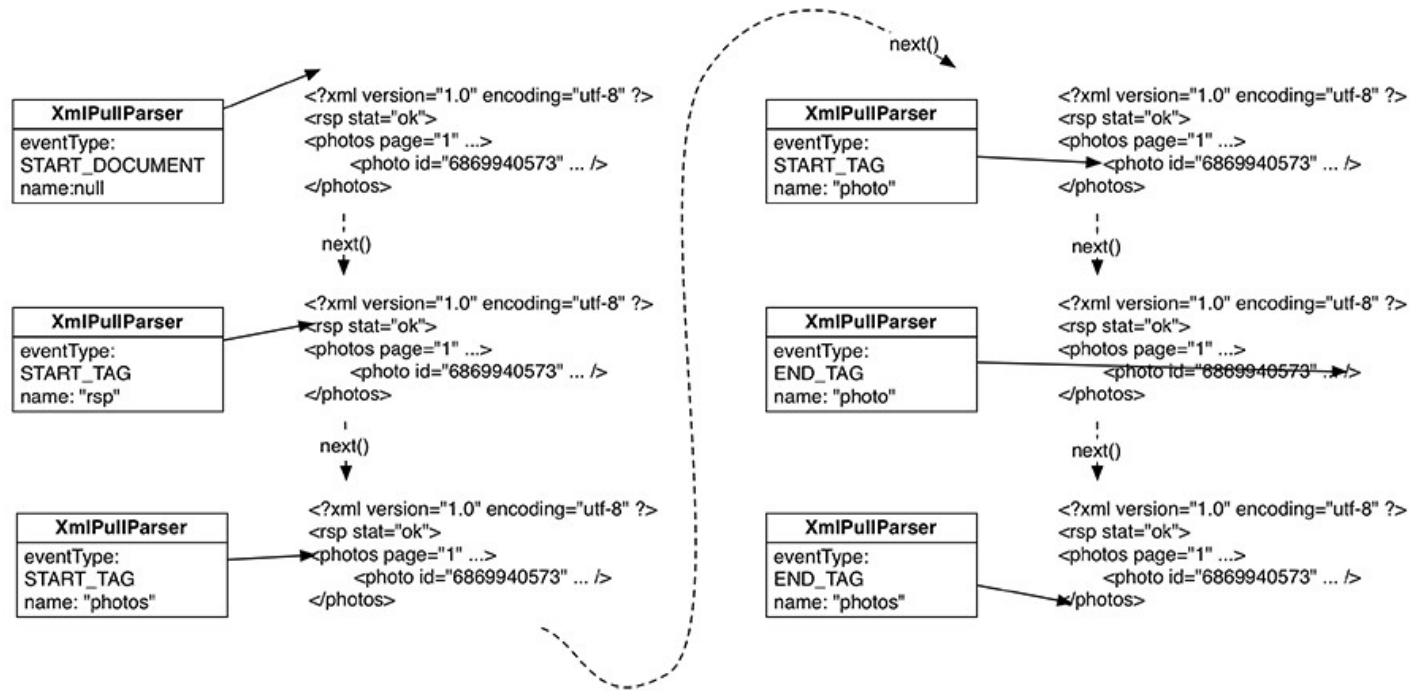 XmlPullParser
eventType:
START_DOCUMENT
name:null
<?xml version="1.0" encoding="utf-8" ?>
<rsp stat="ok">
<photos page="1" ...>
<photo id="6869940573" ... />
</photos>
next()
XmlPullParser
eventType:
START_TAG
name: "rsp"
<?xml version="1.0" encoding="utf-8" ?>
<rsp stat="ok">
<photos page="1" ...>
<photo id="6869940573" ... />
</photos>
next()
XmlPullParser
eventType:
START_TAG
name: "photos"
<?xml version="1.0" encoding="utf-8" ?>
<rsp stat="ok">
<photos page="1" ...>
<photo id="6869940573" ... />
</photos>
next()
XmlPullParser
eventType:
START_TAG
name: "photo"
<?xml version="1.0" encoding="utf-8" ?>
<rsp stat="ok">
<photos page="1" ...>
<photo id="6869940573" ... />
</photos>
next()
XmlPullParser
eventType:
END_TAG
name: "photo"
<?xml version="1.0" encoding="utf-8" ?>
<rsp stat="ok">
<photos page="1" ...>
<photo id="6869940573" ... />
</photos>
next()
XmlPullParser
eventType:
END_TAG
name: "photos"
<?xml version="1.0" encoding="utf-8" ?>
<rsp stat="ok">
<photos page="1" ...>
<photo id="6869940573" ... />
</photos>